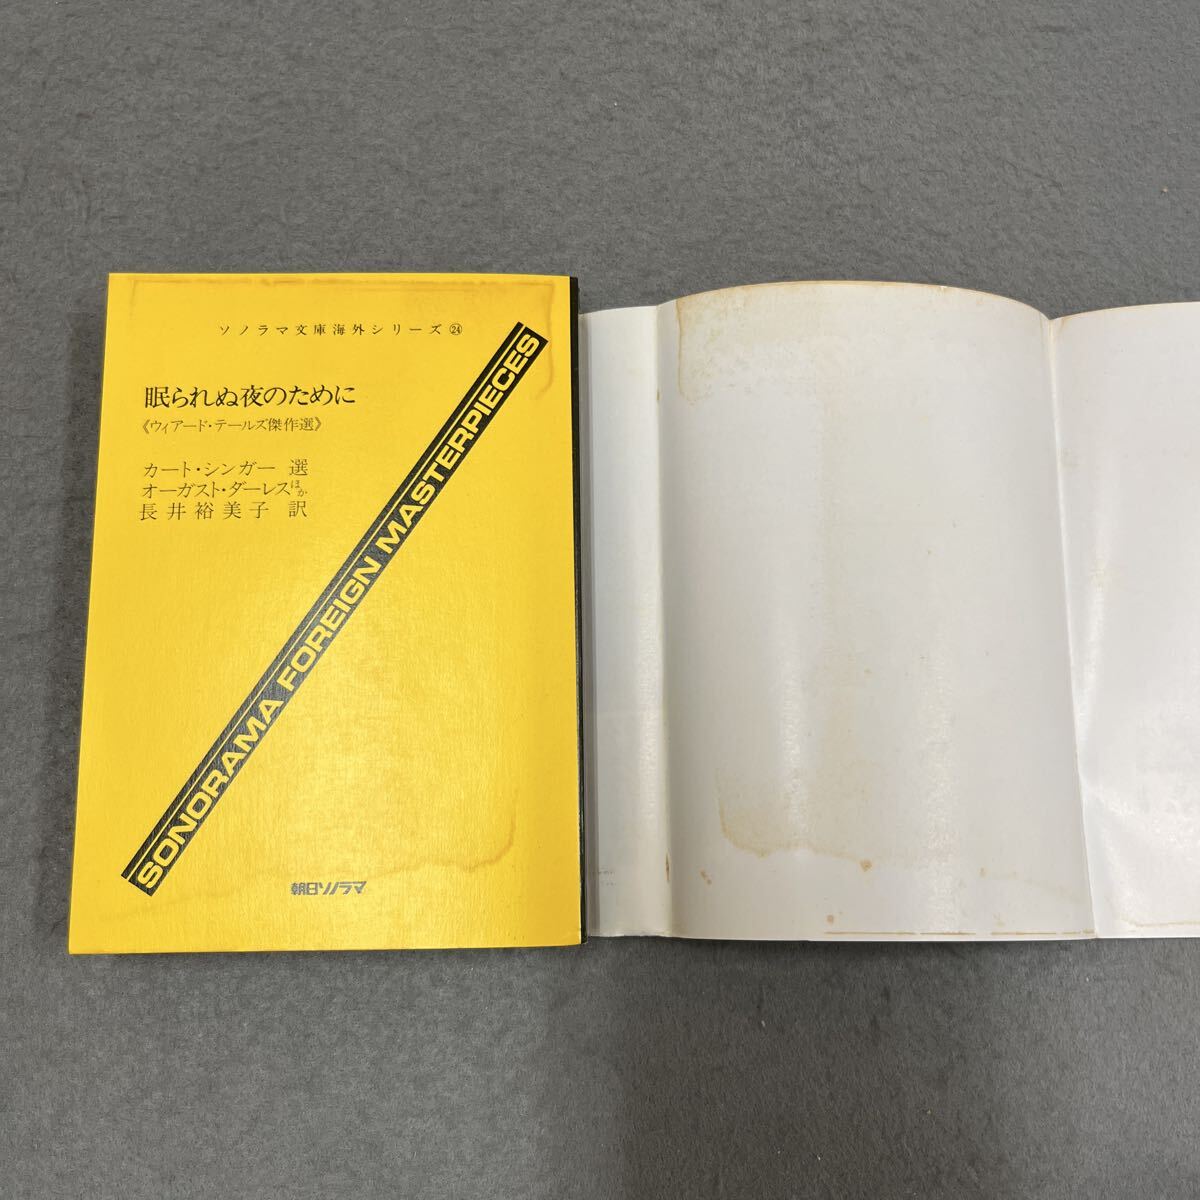 ソノラマ文庫海外シリーズ㉔
眠られぬ夜のために
《ウィアード・テールズ傑作選》
カート・シンガー 選
オーガスト・ダーレスほか
長井裕美子 訳
SONORAMA FOREIGN MASTERPIECES
朝日ソノラマ